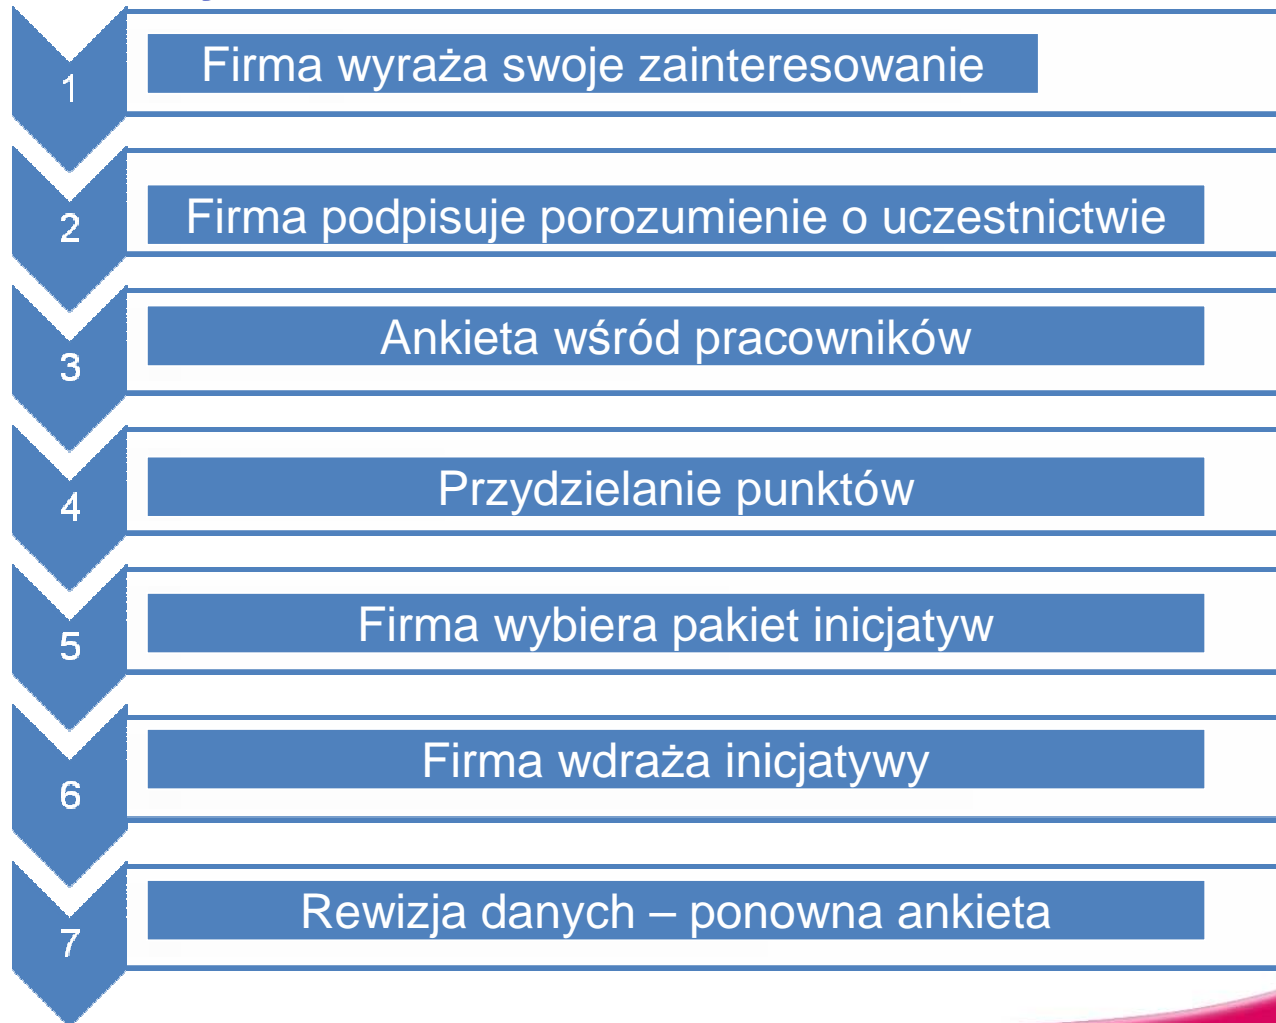 1
Firma wyraża swoje zainteresowanie
2
Firma podpisuje porozumienie o uczestnictwie
3
Ankieta wśród pracowników
4
Przydzielanie punktów
5
Firma wybiera pakiet inicjatyw
6
Firma wdraża inicjatywy
7
Rewizja danych – ponowna ankieta